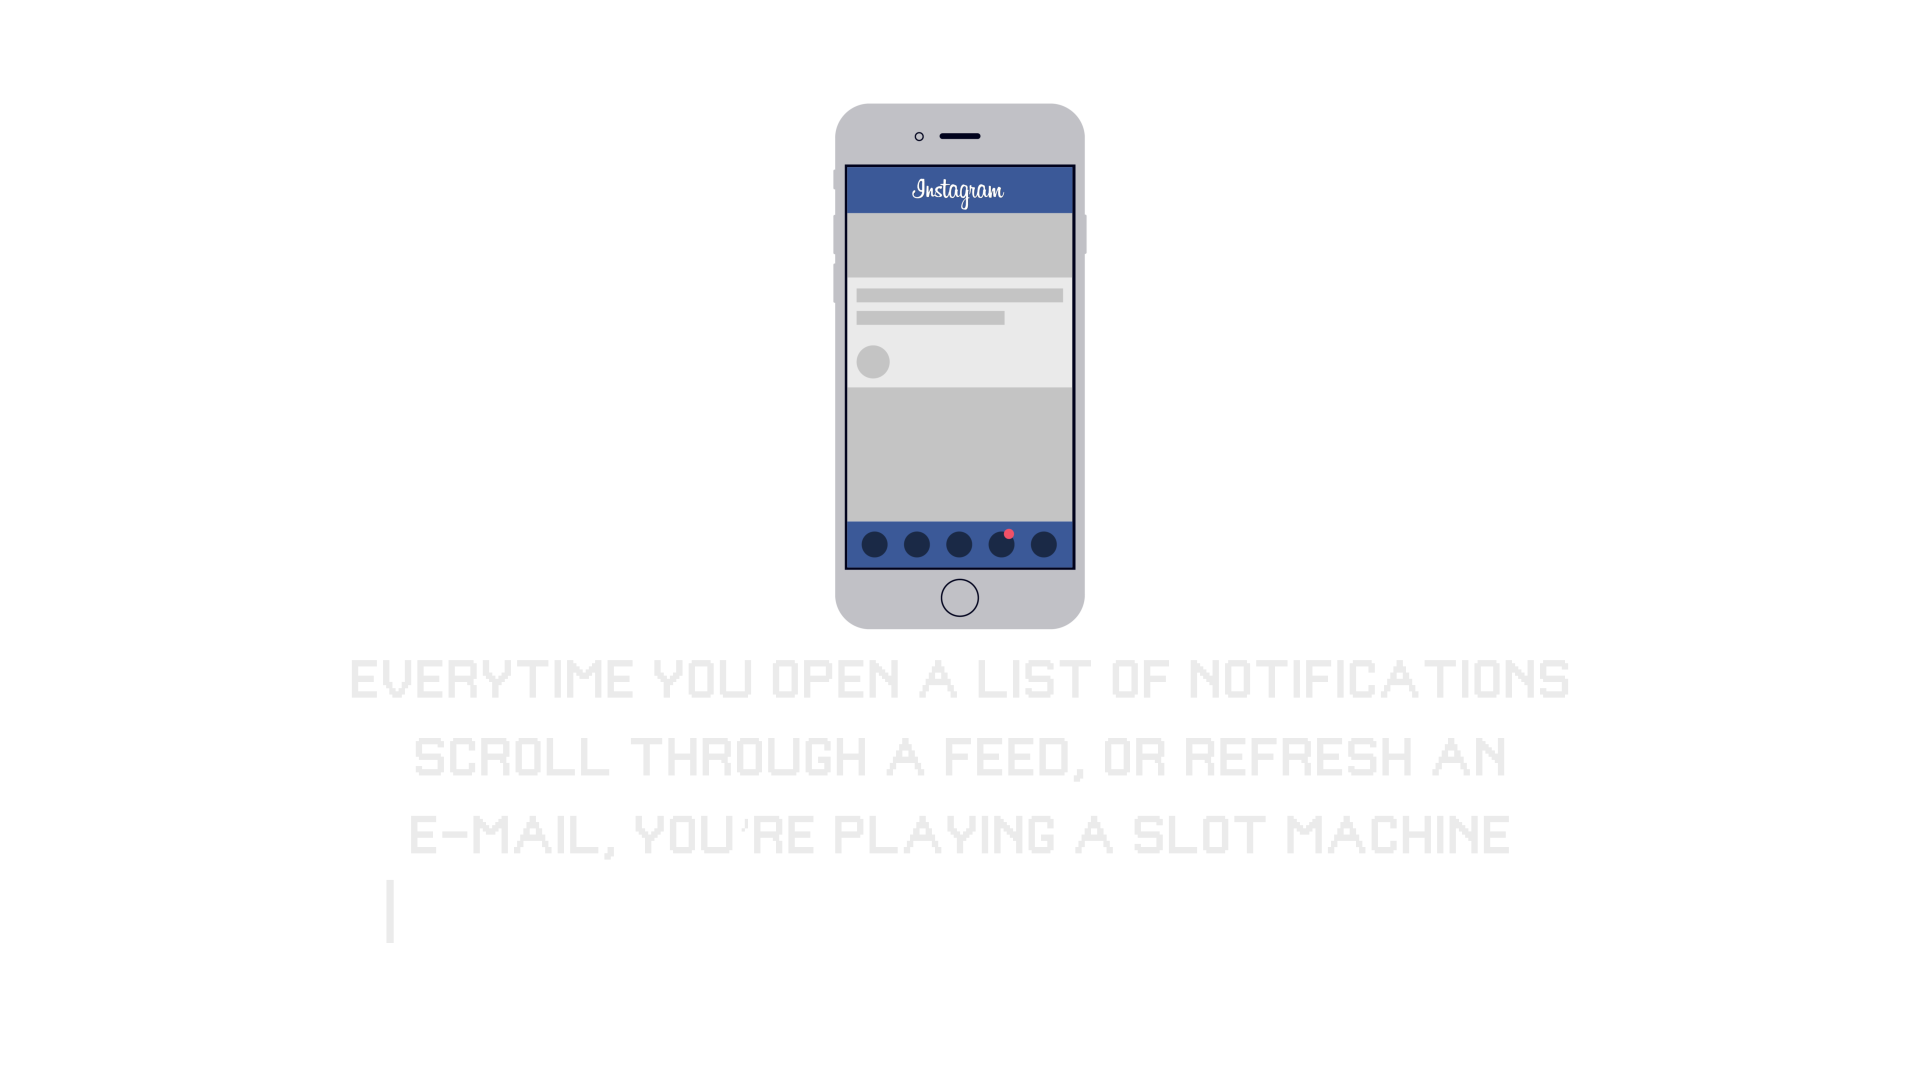 Instagram
EVERYTIME YOU OPEN A LIST OF NOTIFICATIONS
SCROLL THROUGH A FEED, OR REFRESH AN
E-MAIL, YOU'RE PLAYING A SLOT MACHINE